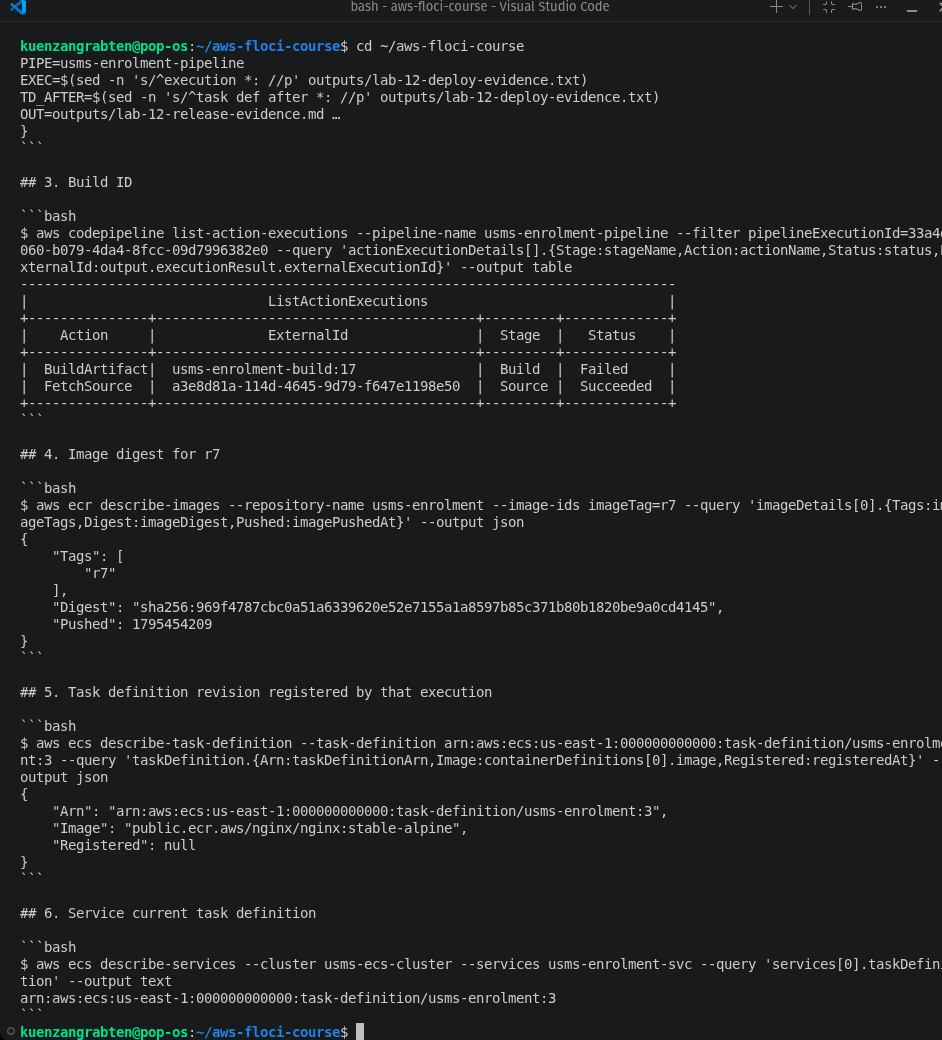 bash - aws-floci-course - Visual Studio Code
kuenzangrabten@pop-os:~/aws-floci-course$ cd ~/aws-floci-course
PIPE=usms-enrolment-pipeline
EXEC=$(sed -n 's/^execution *: //p' outputs/lab-12-deploy-evidence.txt)
TD_AFTER=$(sed -n 's/^task def after *: //p' outputs/lab-12-deploy-evidence.txt)
OUT=outputs/lab-12-release-evidence.md …
}
```
## 3. Build ID
```bash
$ aws codepipeline list-action-executions --pipeline-name usms-enrolment-pipeline --filter pipelineExecutionId=33a4
060-b079-4da4-8fcc-09d7996382e0 --query 'actionExecutionDetails[].{Stage:stageName,Action:actionName,Status:status,
xternalId:output.executionResult.externalExecutionId}' --output table
-------------------------------------------------------------------------------
|                              ListActionExecutions                              |
+---------------+----------------------------------------+---------+-------------+
|    Action     |              ExternalId                |  Stage  |   Status    |
+---------------+----------------------------------------+---------+-------------+
|  BuildArtifact|  usms-enrolment-build:17               |  Build  |  Failed     |
|  FetchSource  |  a3e8d81a-114d-4645-9d79-f647e1198e50  |  Source |  Succeeded  |
+---------------+----------------------------------------+---------+-------------+
```
## 4. Image digest for r7
```bash
$ aws ecr describe-images --repository-name usms-enrolment --image-ids imageTag=r7 --query 'imageDetails[0].{Tags:im
ageTags,Digest:imageDigest,Pushed:imagePushedAt}' --output json
{
    "Tags": [
        "r7"
    ],
    "Digest": "sha256:969f4787cbc0a51a6339620e52e7155a1a8597b85c371b80b1820be9a0cd4145",
    "Pushed": 1795454209
}
```
## 5. Task definition revision registered by that execution
```bash
$ aws ecs describe-task-definition --task-definition arn:aws:ecs:us-east-1:000000000000:task-definition/usms-enrolme
nt:3 --query 'taskDefinition.{Arn:taskDefinitionArn,Image:containerDefinitions[0].image,Registered:registeredAt}' -
output json
{
    "Arn": "arn:aws:ecs:us-east-1:000000000000:task-definition/usms-enrolment:3",
    "Image": "public.ecr.aws/nginx/nginx:stable-alpine",
    "Registered": null
}
```
## 6. Service current task definition
```bash
$ aws ecs describe-services --cluster usms-ecs-cluster --services usms-enrolment-svc --query 'services[0].taskDefini
tion' --output text
arn:aws:ecs:us-east-1:000000000000:task-definition/usms-enrolment:3
```
kuenzangrabten@pop-os:~/aws-floci-course$